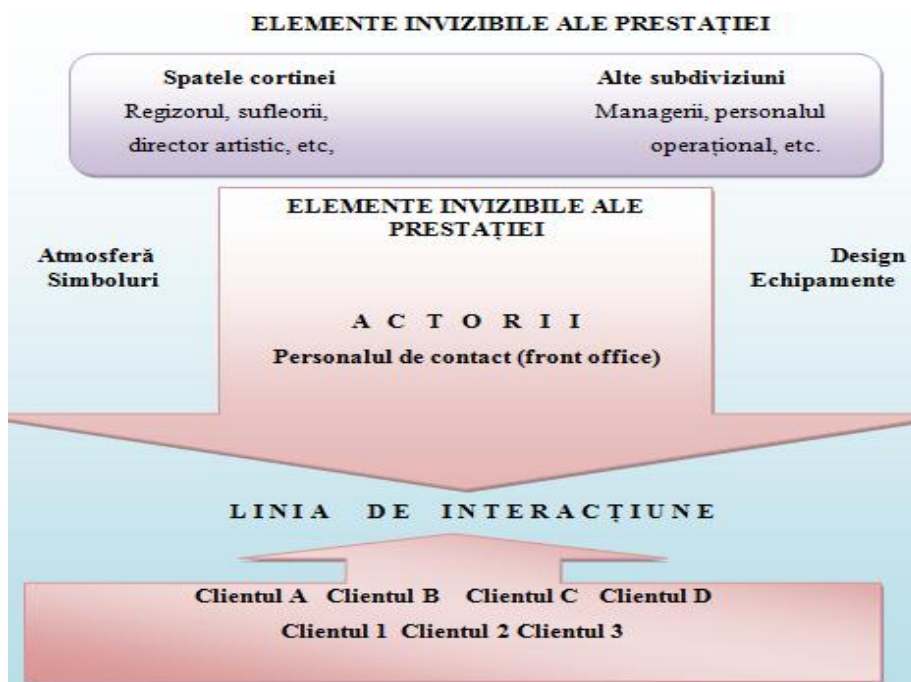 ELEMENTE INVIZIBILE ALE PRESTAȚIEI
Spatele cortinei
Regizorul, sufleorii,
director artistic, etc,
Alte subdiviziuni
Managerii, personalul
operațional, etc.
ELEMENTE INVIZIBILE ALE
PRESTAȚIEI
Atmosferă
Simboluri
Design
Echipamente
A C T O R I I
Personalul de contact (front office)
L I N I A D E I N T E R A C Ț I U N E
Clientul A Clientul B Clientul C Clientul D
Clientul 1 Clientul 2 Clientul 3